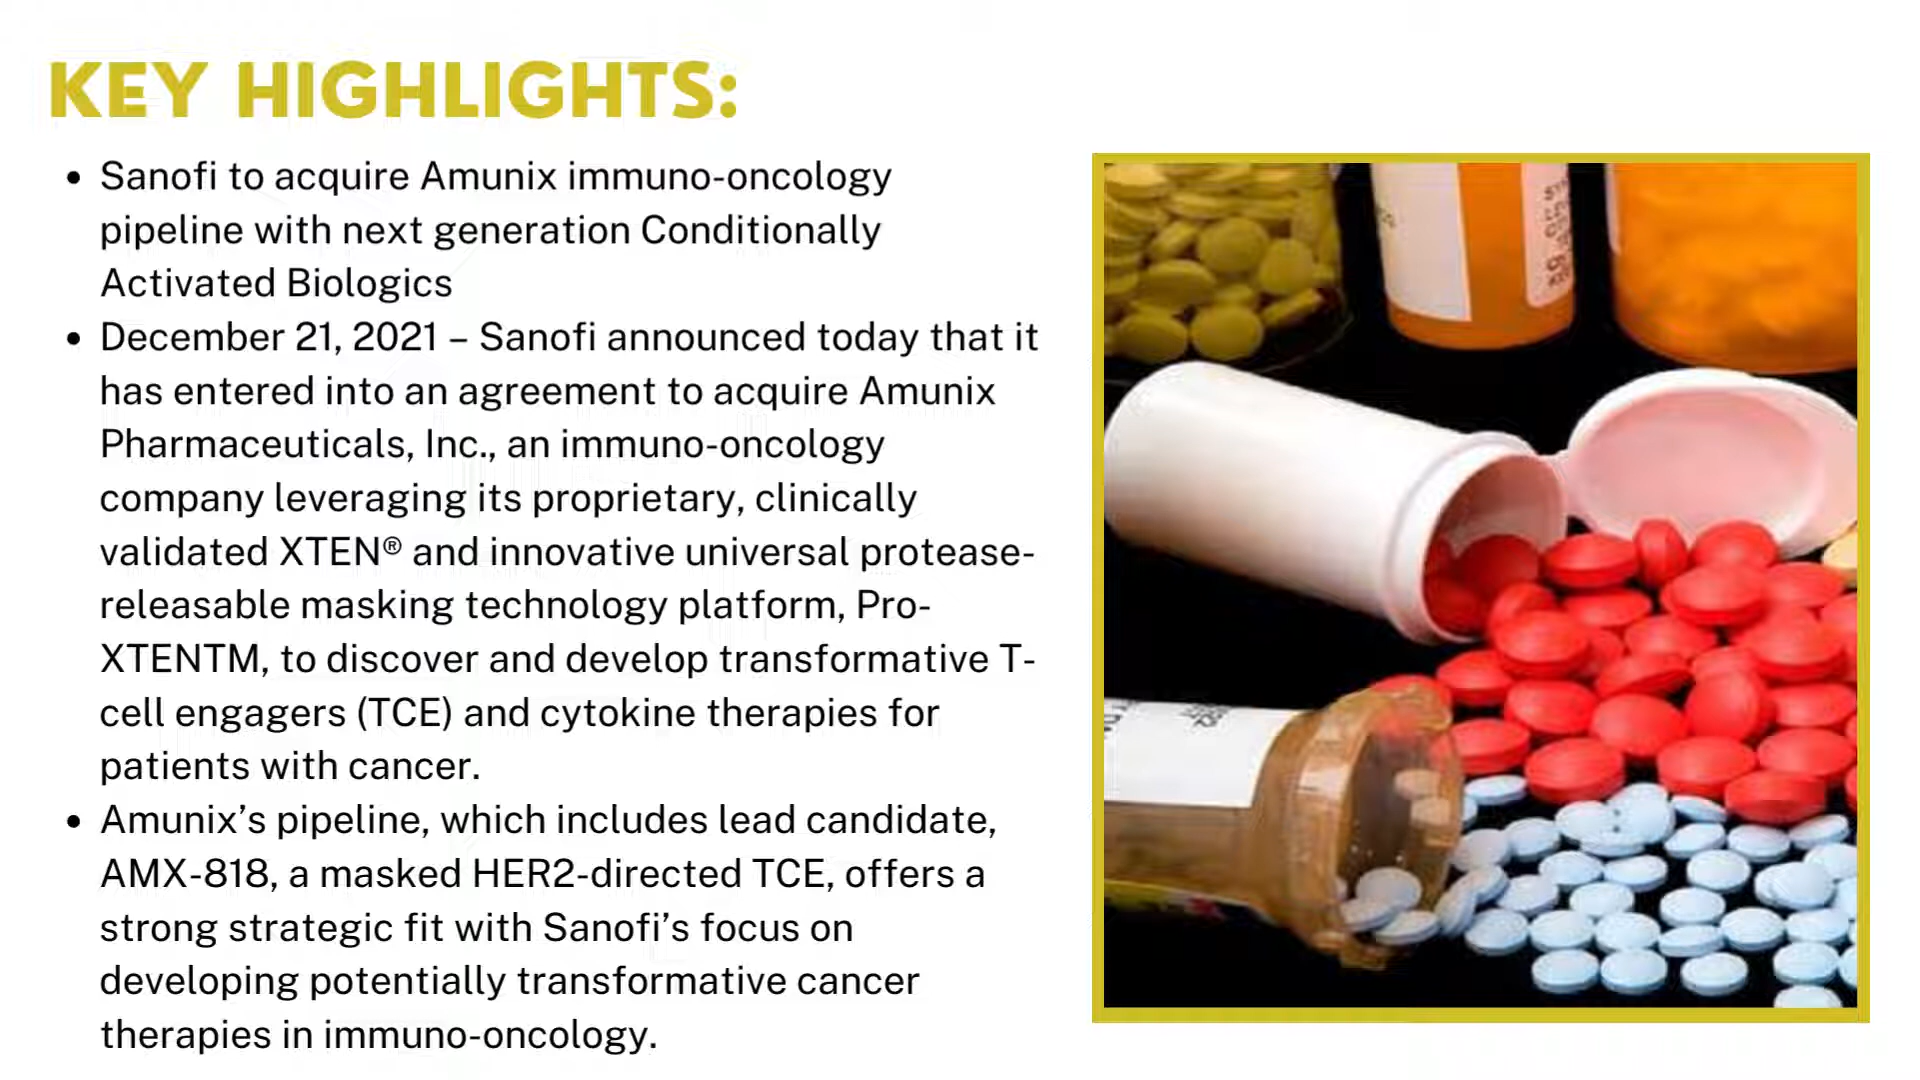 KEY HIGHLIGHTS:
• Sanofi to acquire Amunix immuno-oncology
pipeline with next generation Conditionally
Activated Biologics
• December 21, 2021 – Sanofi announced today that it
has entered into an agreement to acquire Amunix
Pharmaceuticals, Inc., an immuno-oncology
company leveraging its proprietary, clinically
validated XTEN® and innovative universal protease-
releasable masking technology platform, Pro-
XTENTM, to discover and develop transformative T-
cell engagers (TCE) and cytokine therapies for
patients with cancer.
• Amunix’s pipeline, which includes lead candidate,
AMX-818, a masked HER2-directed TCE, offers a
strong strategic fit with Sanofi’s focus on
developing potentially transformative cancer
therapies in immuno-oncology.